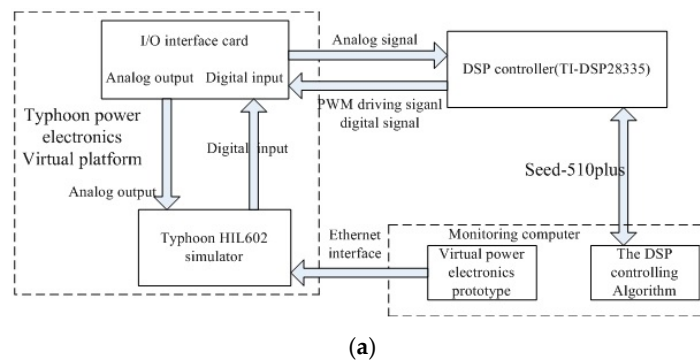 I/O interface card
Analog output Digital input
Typhoon power
electronics
Virtual platform
Analog output
Digital input
Typhoon HIL602
simulator
Analog signal
PWM driving siganl
digital signal
DSP controller(TI-DSP28335)
Seed-510plus
Ethernet
interface
Monitoring computer
Virtual power
electronics
prototype
The DSP
controlling
Algorithm
(a)